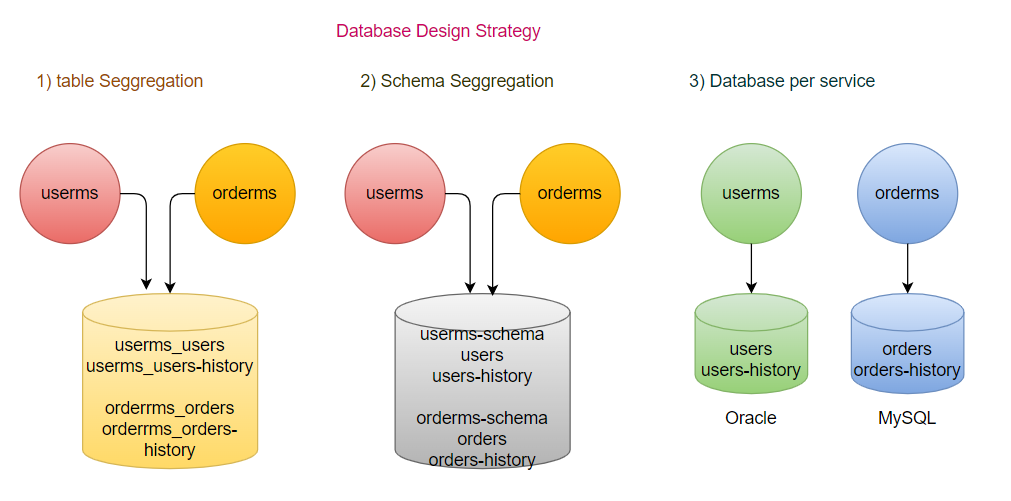 Database Design Strategy
1) table Seggregation
2) Schema Seggregation
3) Database per service
userms
orderms
userms
orderms
userms
orderms
userms_users
userms_users-history
orderrms_orders
orderrms_orders-
history
userms-schema
users
users-history
orderms-schema
orders
orders-history
users
users-history
orders
orders-history
Oracle
MySQL